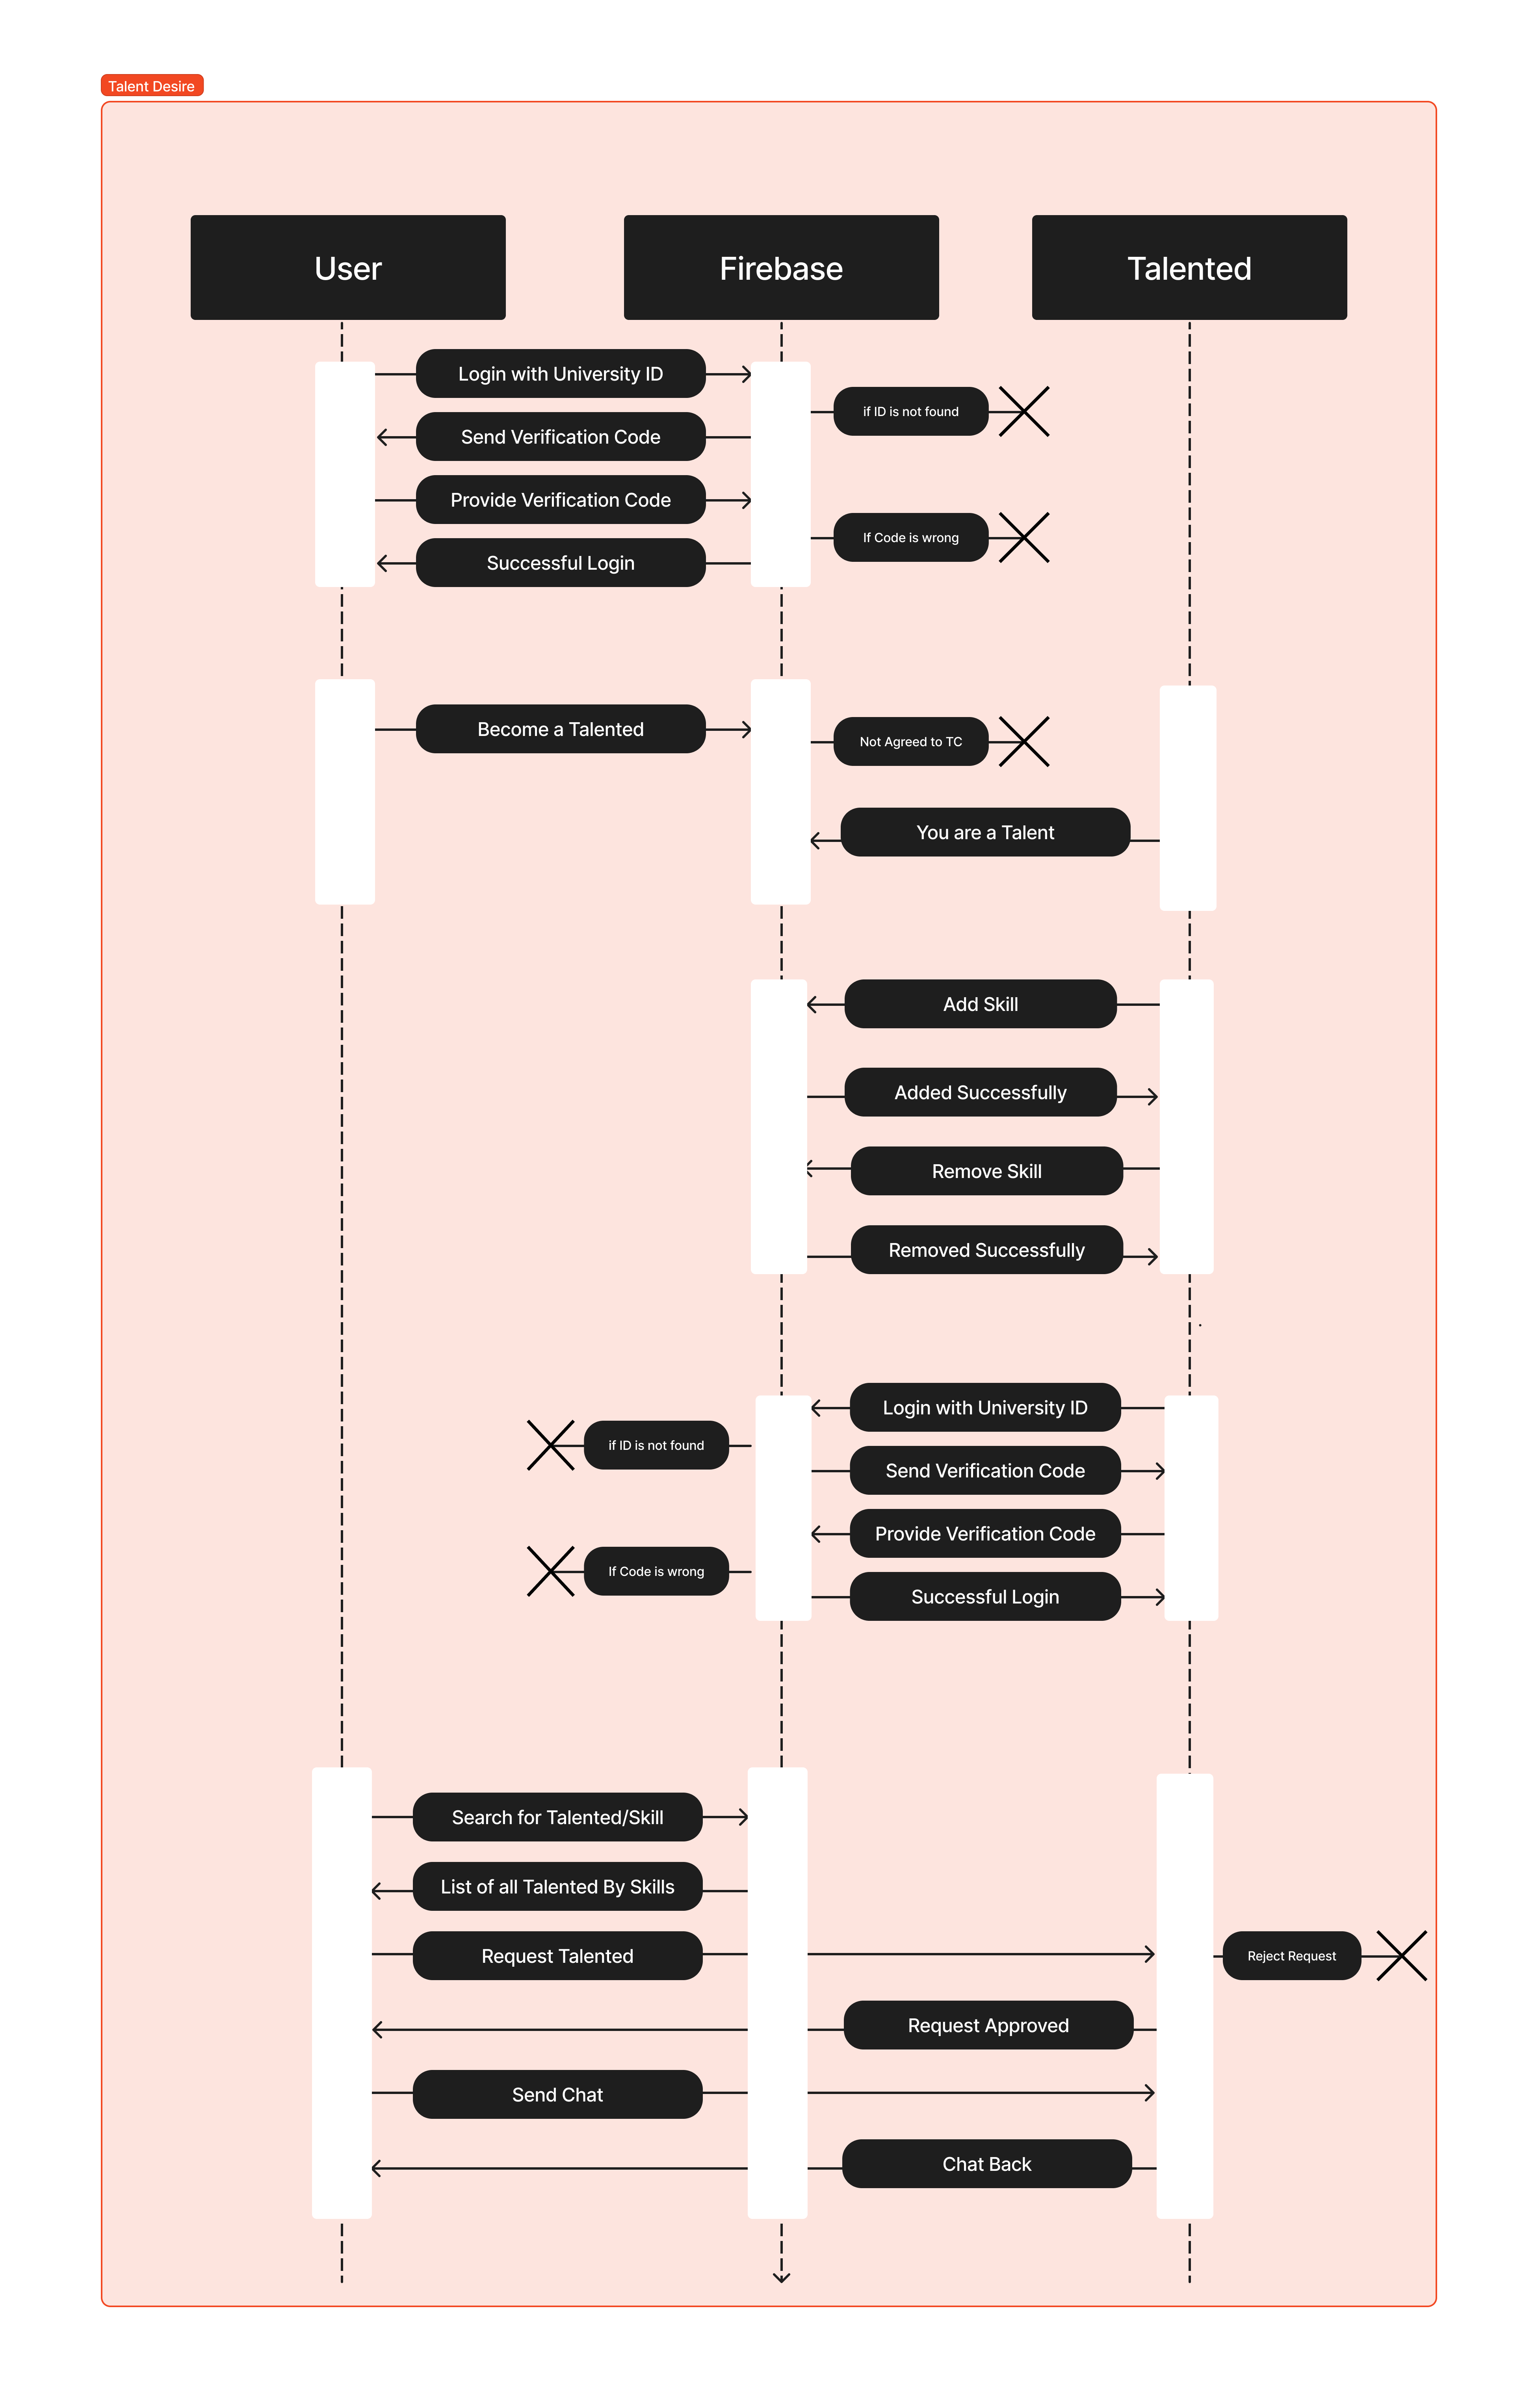 Talent Desire
User
Firebase
Talented
Login with University ID
if ID is not found
Send Verification Code
Provide Verification Code
If Code is wrong
Successful Login
Become a Talented
Not Agreed to TC
You are a Talent
Add Skill
Added Successfully
Remove Skill
Removed Successfully
Login with University ID
if ID is not found
Send Verification Code
Provide Verification Code
If Code is wrong
Successful Login
Search for Talented/Skill
List of all Talented By Skills
Request Talented
Reject Request
Request Approved
Send Chat
Chat Back